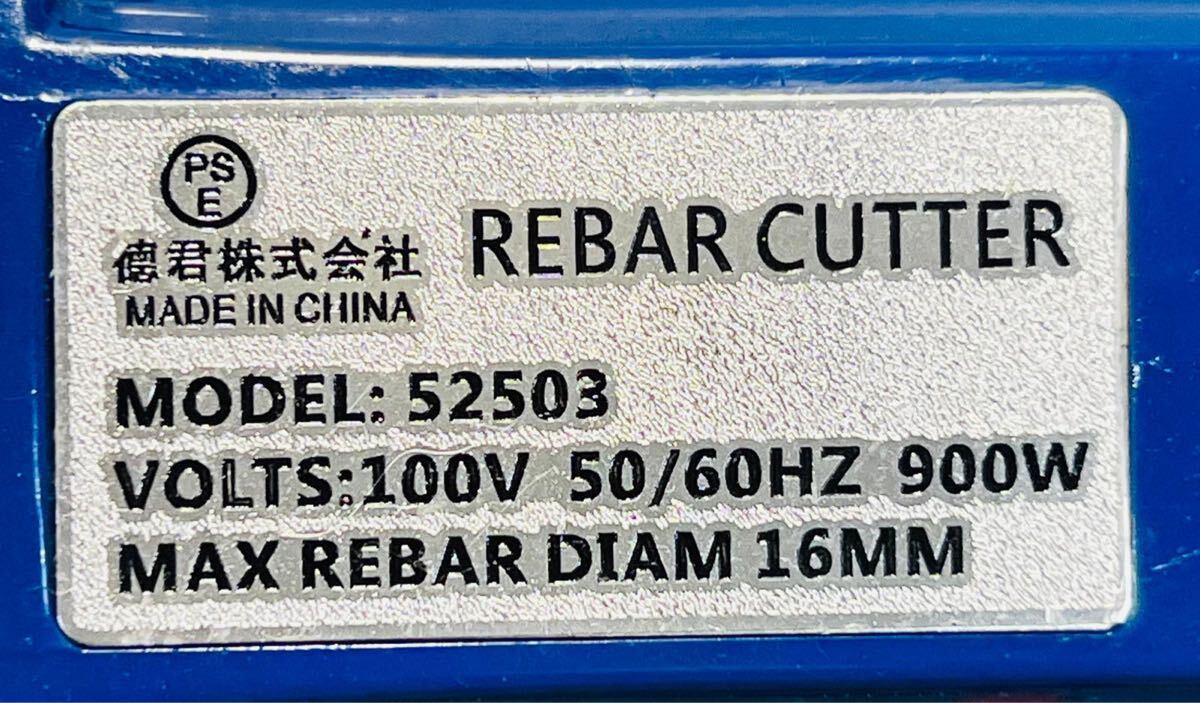 PS
E
德君株式会社
MADE IN CHINA
REBAR CUTTER
MODEL: 52503
VOLTS:100V 50/60HZ 900W
MAX REBAR DIAM 16MM